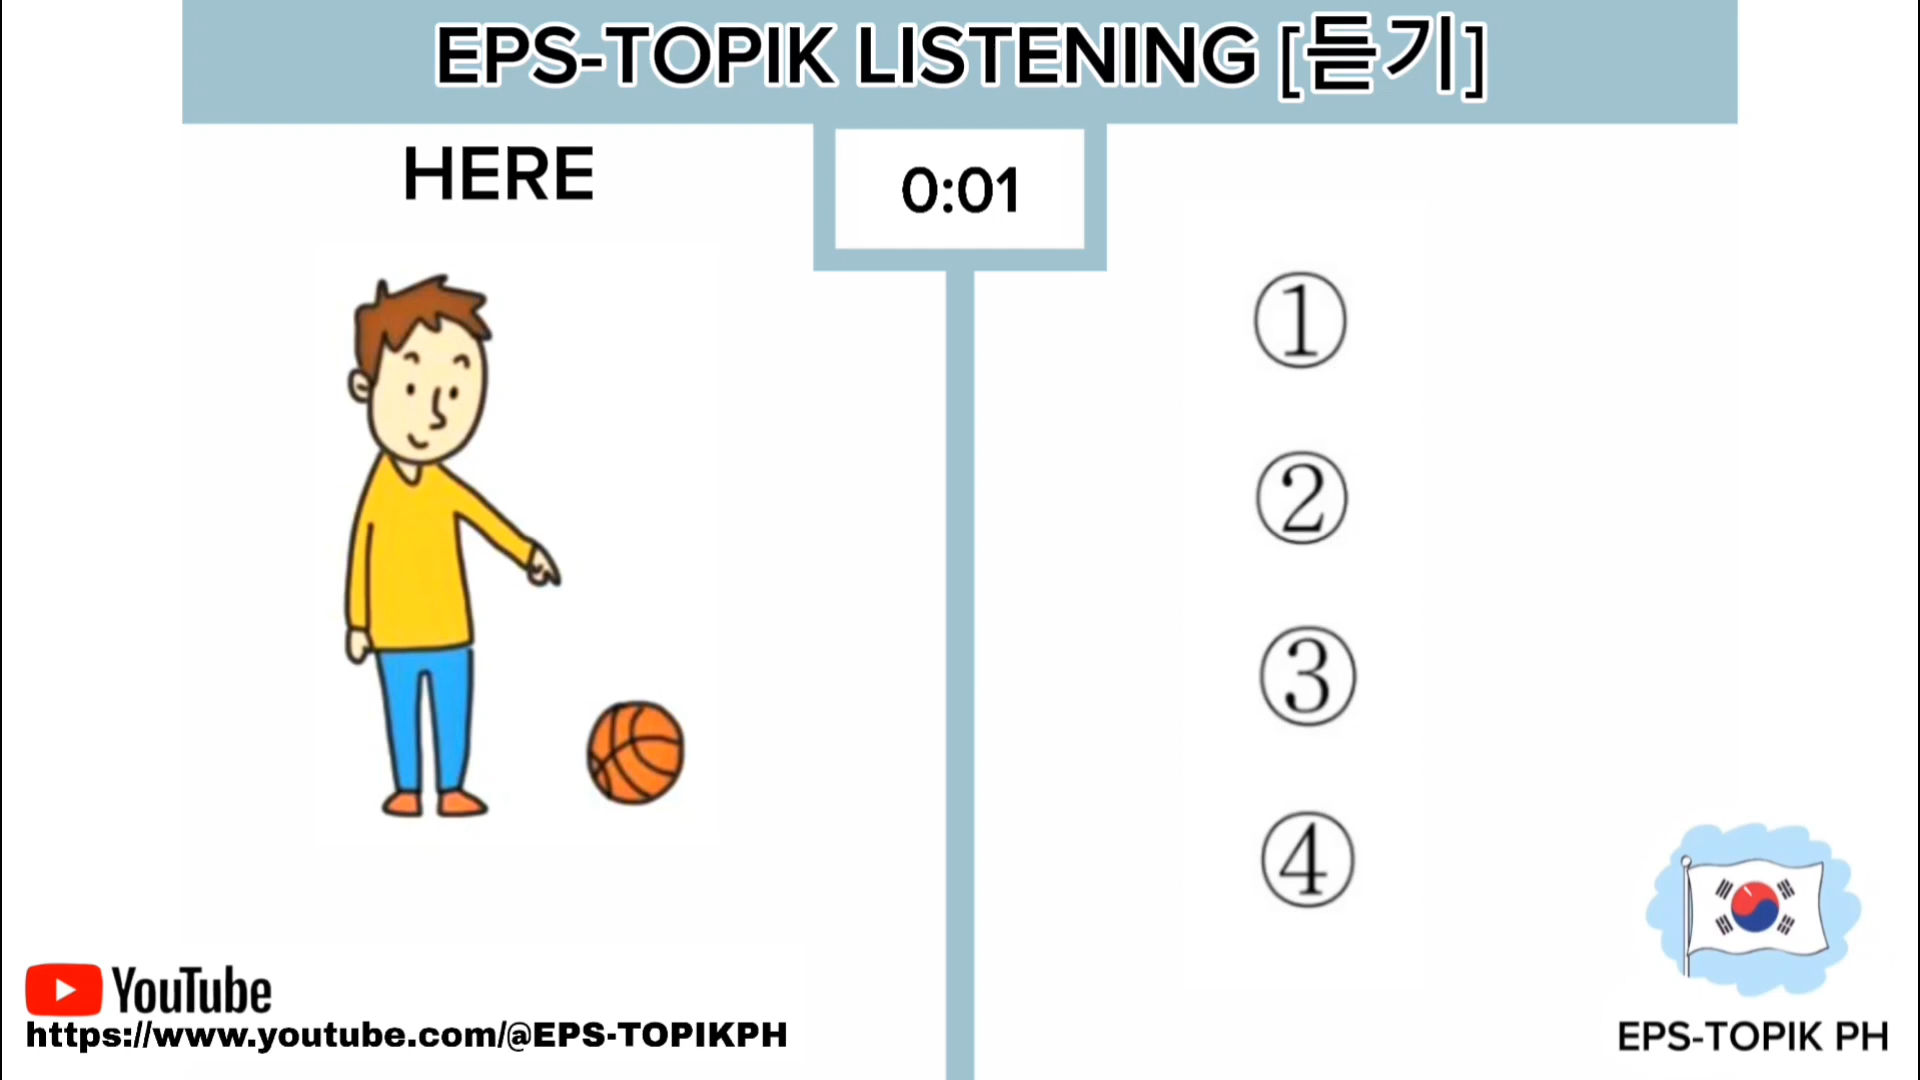 EPS-TOPIK LISTENING [듣기]
HERE
0:01
①
②
③
④
YouTube
https://www.youtube.com/@EPS-TOPIKPH
EPS-TOPIK PH